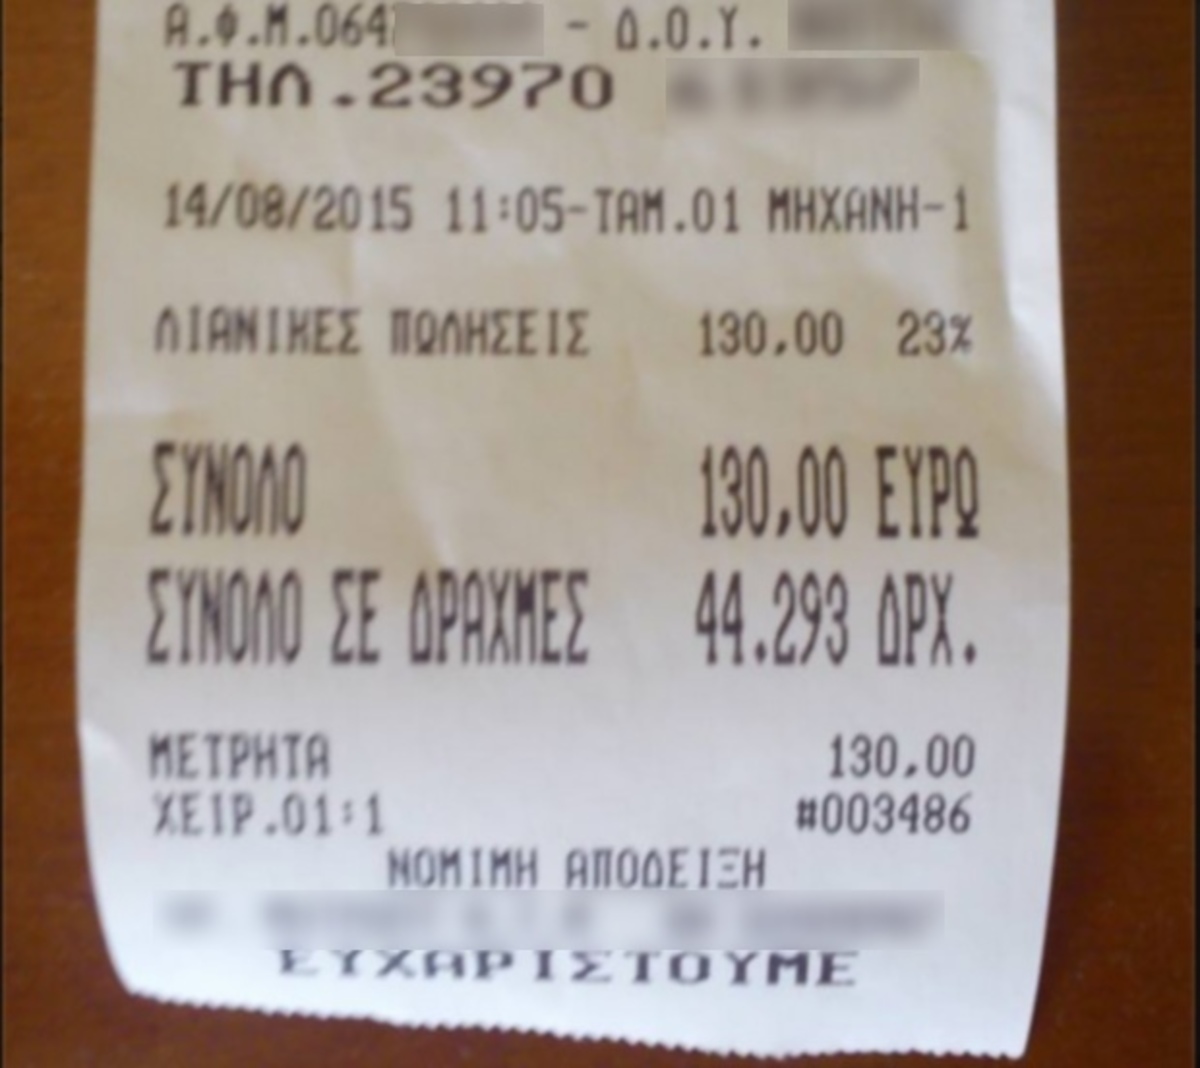 Α.Φ.Μ.064 - Δ.Ο.Υ.
ΤΗΛ.23970
14/08/2015 11:05-ΤΑΜ.01 ΜΗΧΑΝΗ-1
ΛΙΑΝΙΚΕΣ ΠΩΛΗΣΕΙΣ 130,00 23%
ΣΥΝΟΛΟ 130,00 ΕΥΡΩ
ΣΥΝΟΛΟ ΣΕ ΔΡΑΧΜΕΣ 44.293 ΔΡΧ.
ΜΕΤΡΗΤΑ 130,00
ΧΕΙΡ.01:1 #003486
ΝΟΜΙΜΗ ΑΠΟΔΕΙΞΗ
ΕΥΧΑΡΙΣΤΟΥΜΕ